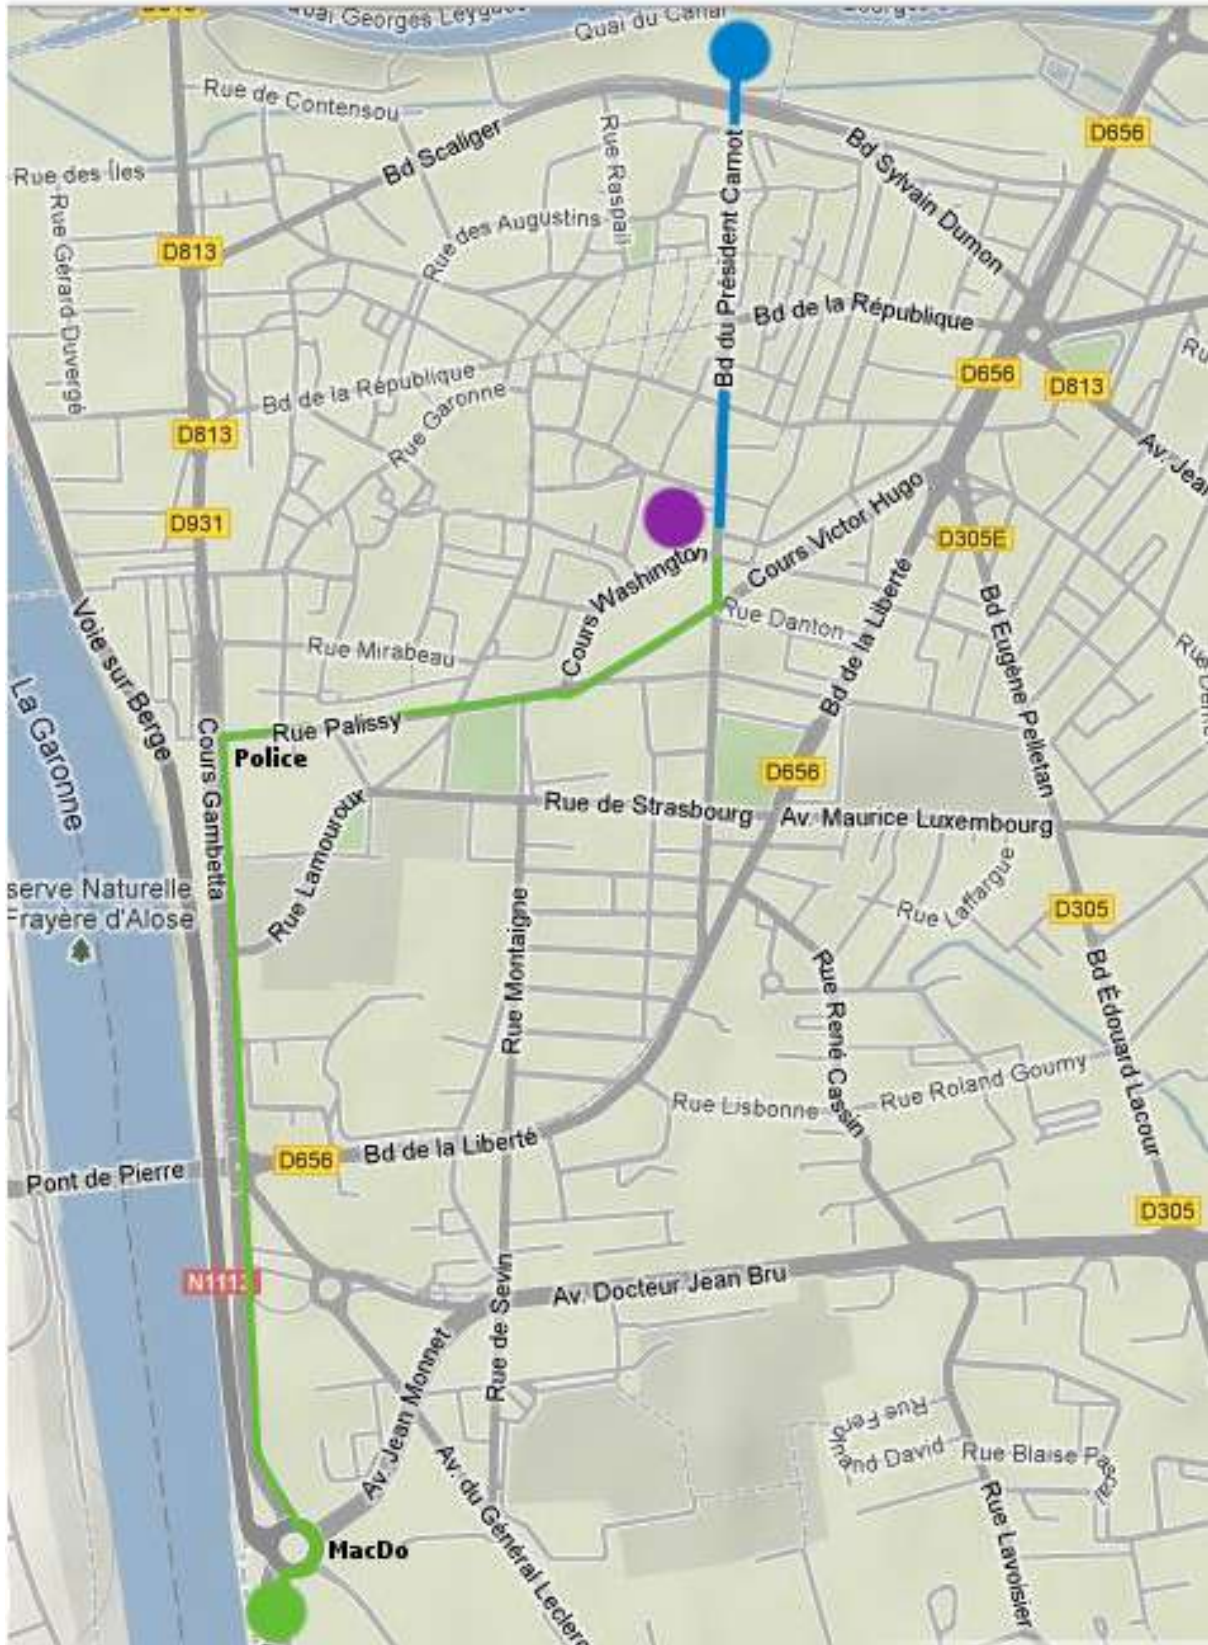 Quai Georges Leygues
Quai du Canal
Rue de Contensou
D656
Bd Scaliger
Rue Raspail
Bd du Président Carnot
Bd Sylvain Dumon
Rue des Îles
Rue Gérard Duvergé
Rue des Augustins
D813
Bd de la République
D656
D813
Bd de la République
Rue Garonne
D813
Av. Jean
D931
Cours Victor Hugo
D305E
Cours Washington
Rue Danton
Bd de la Liberté
Bd Eugène Pelletan
Voie sur Berge
Rue Mirabeau
La Garonne
Cours Gambetta
Rue Palissy
Police
D656
Rue Lamouroux
Rue de Strasbourg
Av. Maurice Luxembourg
serve Naturelle
Frayère d'Alose
Rue Montaigne
Rue Laffargue
D305
Bd Édouard Lacour
Rue René Cassin
Rue Roland Goumy
Rue Lisbonne
Bd de la Liberté
D656
Pont de Pierre
D305
N1113
Av. Docteur Jean Bru
Rue de Sevin
Av. Jean Monnet
Rue Ferd
inand David
Rue Blaise Pascal
Av. du Général Leclerc
Rue Lavoisier
MacDo